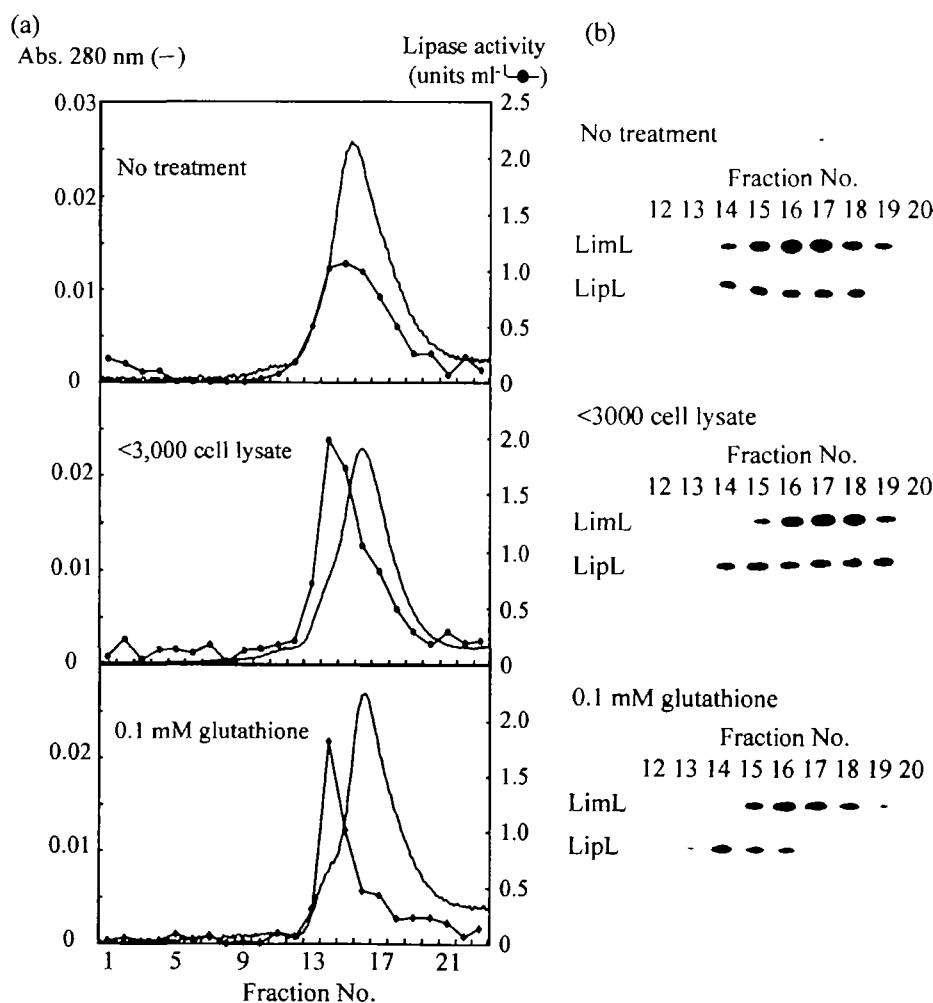 (a)
Abs. 280 nm (−)
Lipase activity
(units ml⁻¹ -●-)
0.03
0.02
0.01
0
2.5
2.0
1.5
1.0
0.5
0
No treatment
0.02
0.01
0
2.0
1.5
1.0
0.5
0
<3,000 cell lysate
0.02
0.01
0
2.0
1.5
1.0
0.5
0
0.1 mM glutathione
1 5 9 13 17 21
Fraction No.
(b)
No treatment
Fraction No.
12 13 14 15 16 17 18 19 20
LimL
LipL
<3000 cell lysate
Fraction No.
12 13 14 15 16 17 18 19 20
LimL
LipL
0.1 mM glutathione
Fraction No.
12 13 14 15 16 17 18 19 20
LimL
LipL